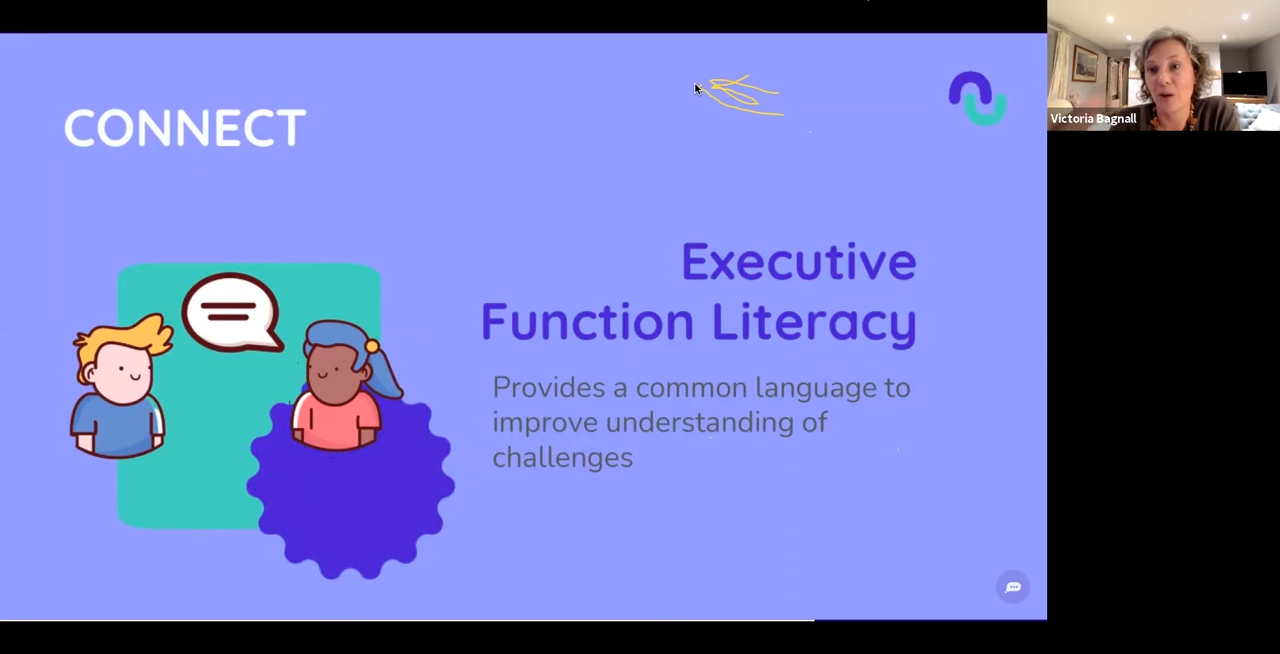 CONNECT
Executive
Function Literacy
Provides a common language to
improve understanding of
challenges
Victoria Bagnall